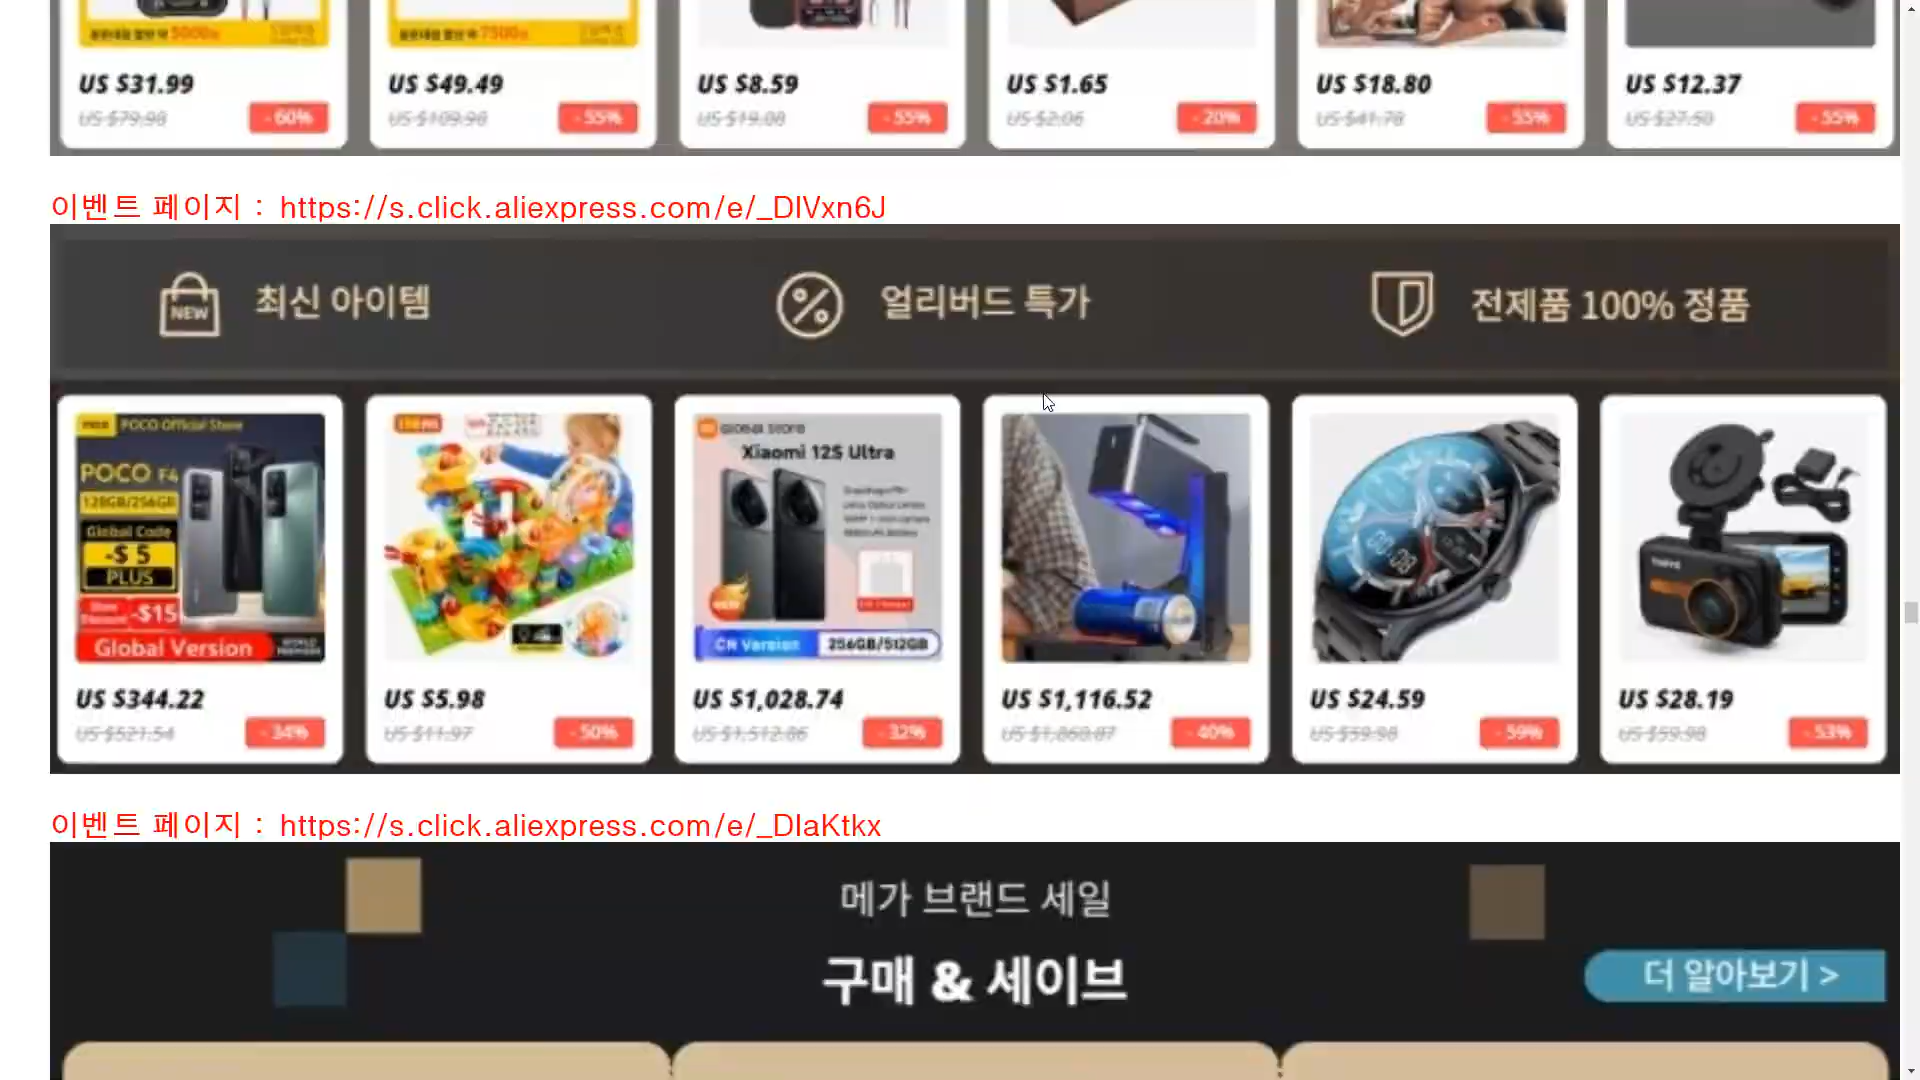 US $31.99
US $79.98 - 60%
US $49.49
US $109.98 - 55%
US $8.59
US $19.08 - 55%
US $1.65
US $2.06 - 20%
US $18.80
US $41.78 - 55%
US $12.37
US $27.50 - 55%
이벤트 페이지 : https://s.click.aliexpress.com/e/_DlVxn6J
NEW 최신 아이템
얼리버드 특가
전제품 100% 정품
POCO Official Store
POCO F4
128GB/256GB
Global Code
-$ 5
PLUS
-$15
Global Version
US $344.22
US $521.54 - 34%
US $5.98
US $11.97 - 50%
Global Store
Xiaomi 12S Ultra
CN Version 256GB/512GB
US $1,028.74
US $1,512.86 - 32%
US $1,116.52
US $1,860.87 - 40%
US $24.59
US $59.98 - 59%
US $28.19
US $59.98 - 53%
이벤트 페이지 : https://s.click.aliexpress.com/e/_DlaKtkx
메가 브랜드 세일
구매 & 세이브
더 알아보기 >